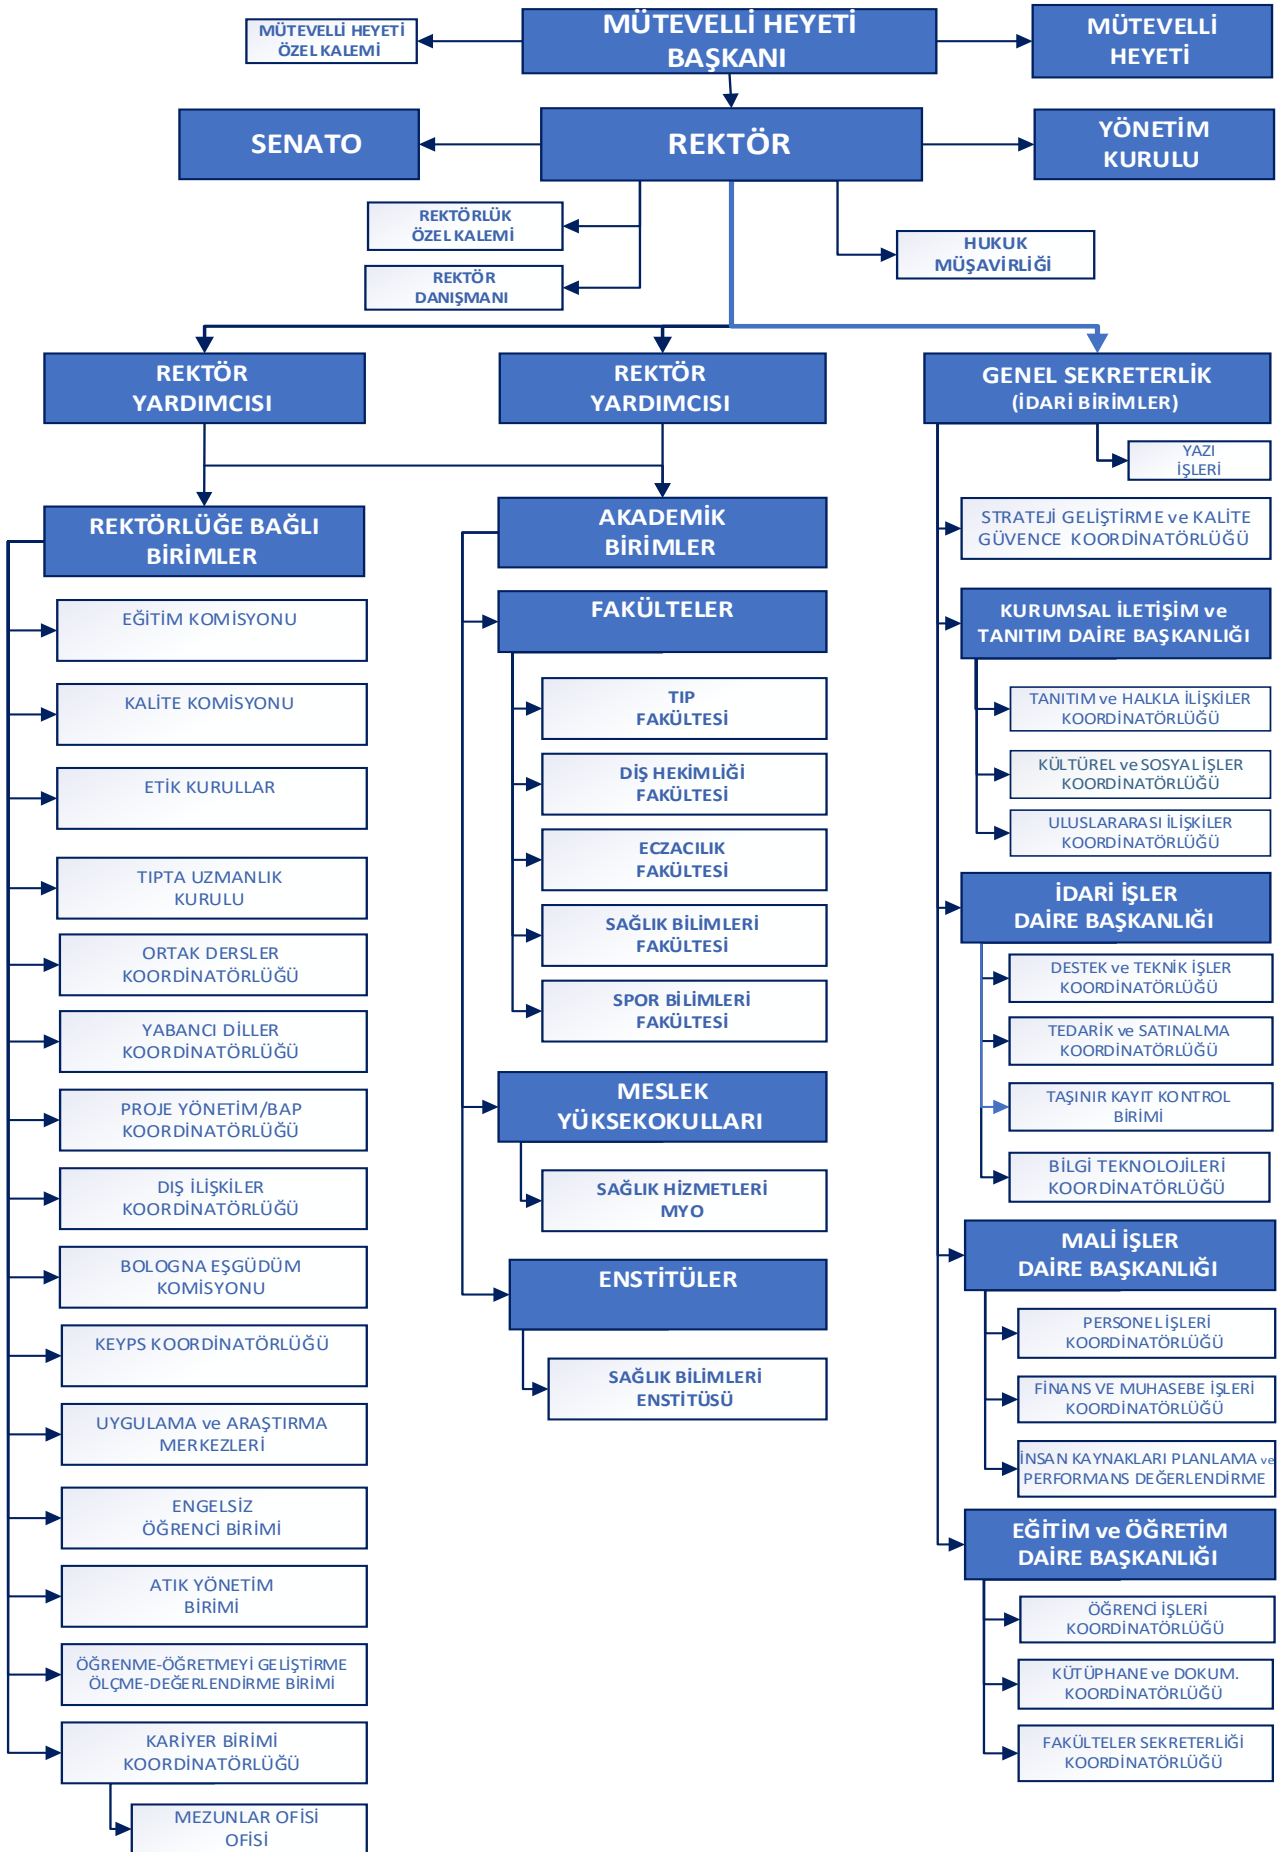 MÜTEVELLİ HEYETİ
ÖZEL KALEMİ
MÜTEVELLİ HEYETİ
BAŞKANI
MÜTEVELLİ
HEYETİ
SENATO
REKTÖR
YÖNETİM
KURULU
REKTÖRLÜK
ÖZEL KALEMİ
HUKUK
MÜŞAVİRLİĞİ
REKTÖR
DANIŞMANI
REKTÖR
YARDIMCISI
REKTÖR
YARDIMCISI
GENEL SEKRETERLİK
(İDARİ BİRİMLER)
YAZI
İŞLERİ
REKTÖRLÜĞE BAĞLI
BİRİMLER
EĞİTİM KOMİSYONU
KALİTE KOMİSYONU
ETİK KURULLAR
TIPTA UZMANLIK
KURULU
ORTAK DERSLER
KOORDİNATÖRLÜĞÜ
YABANCI DİLLER
KOORDİNATÖRLÜĞÜ
PROJE YÖNETİM/BAP
KOORDİNATÖRLÜĞÜ
DIŞ İLİŞKİLER
KOORDİNATÖRLÜĞÜ
BOLOGNA EŞGÜDÜM
KOMİSYONU
KEYPS KOORDİNATÖRLÜĞÜ
UYGULAMA ve ARAŞTIRMA
MERKEZLERİ
ENGELSİZ
ÖĞRENCİ BİRİMİ
ATIK YÖNETİM
BİRİMİ
ÖĞRENME-ÖĞRETMEYİ GELİŞTİRME
ÖLÇME-DEĞERLENDİRME BİRİMİ
KARİYER BİRİMİ
KOORDİNATÖRLÜĞÜ
MEZUNLAR OFİSİ
OFİSİ
AKADEMİK
BİRİMLER
FAKÜLTELER
TIP
FAKÜLTESİ
DİŞ HEKİMLİĞİ
FAKÜLTESİ
ECZACILIK
FAKÜLTESİ
SAĞLIK BİLİMLERİ
FAKÜLTESİ
SPOR BİLİMLERİ
FAKÜLTESİ
MESLEK
YÜKSEKOKULLARI
SAĞLIK HİZMETLERİ
MYO
ENSTİTÜLER
SAĞLIK BİLİMLERİ
ENSTİTÜSÜ
STRATEJİ GELİŞTİRME ve KALİTE
GÜVENCE KOORDİNATÖRLÜĞÜ
KURUMSAL İLETİŞİM ve
TANITIM DAİRE BAŞKANLIĞI
TANITIM ve HALKLA İLİŞKİLER
KOORDİNATÖRLÜĞÜ
KÜLTÜREL ve SOSYAL İŞLER
KOORDİNATÖRLÜĞÜ
ULUSLARARASI İLİŞKİLER
KOORDİNATÖRLÜĞÜ
İDARİ İŞLER
DAİRE BAŞKANLIĞI
DESTEK ve TEKNİK İŞLER
KOORDİNATÖRLÜĞÜ
TEDARİK ve SATINALMA
KOORDİNATÖRLÜĞÜ
TAŞINIR KAYIT KONTROL
BİRİMİ
BİLGİ TEKNOLOJİLERİ
KOORDİNATÖRLÜĞÜ
MALİ İŞLER
DAİRE BAŞKANLIĞI
PERSONEL İŞLERİ
KOORDİNATÖRLÜĞÜ
FİNANS VE MUHASEBE İŞLERİ
KOORDİNATÖRLÜĞÜ
İNSAN KAYNAKLARI PLANLAMA ve
PERFORMANS DEĞERLENDİRME
EĞİTİM ve ÖĞRETİM
DAİRE BAŞKANLIĞI
ÖĞRENCİ İŞLERİ
KOORDİNATÖRLÜĞÜ
KÜTÜPHANE ve DOKUM.
KOORDİNATÖRLÜĞÜ
FAKÜLTELER SEKRETERLİĞİ
KOORDİNATÖRLÜĞÜ